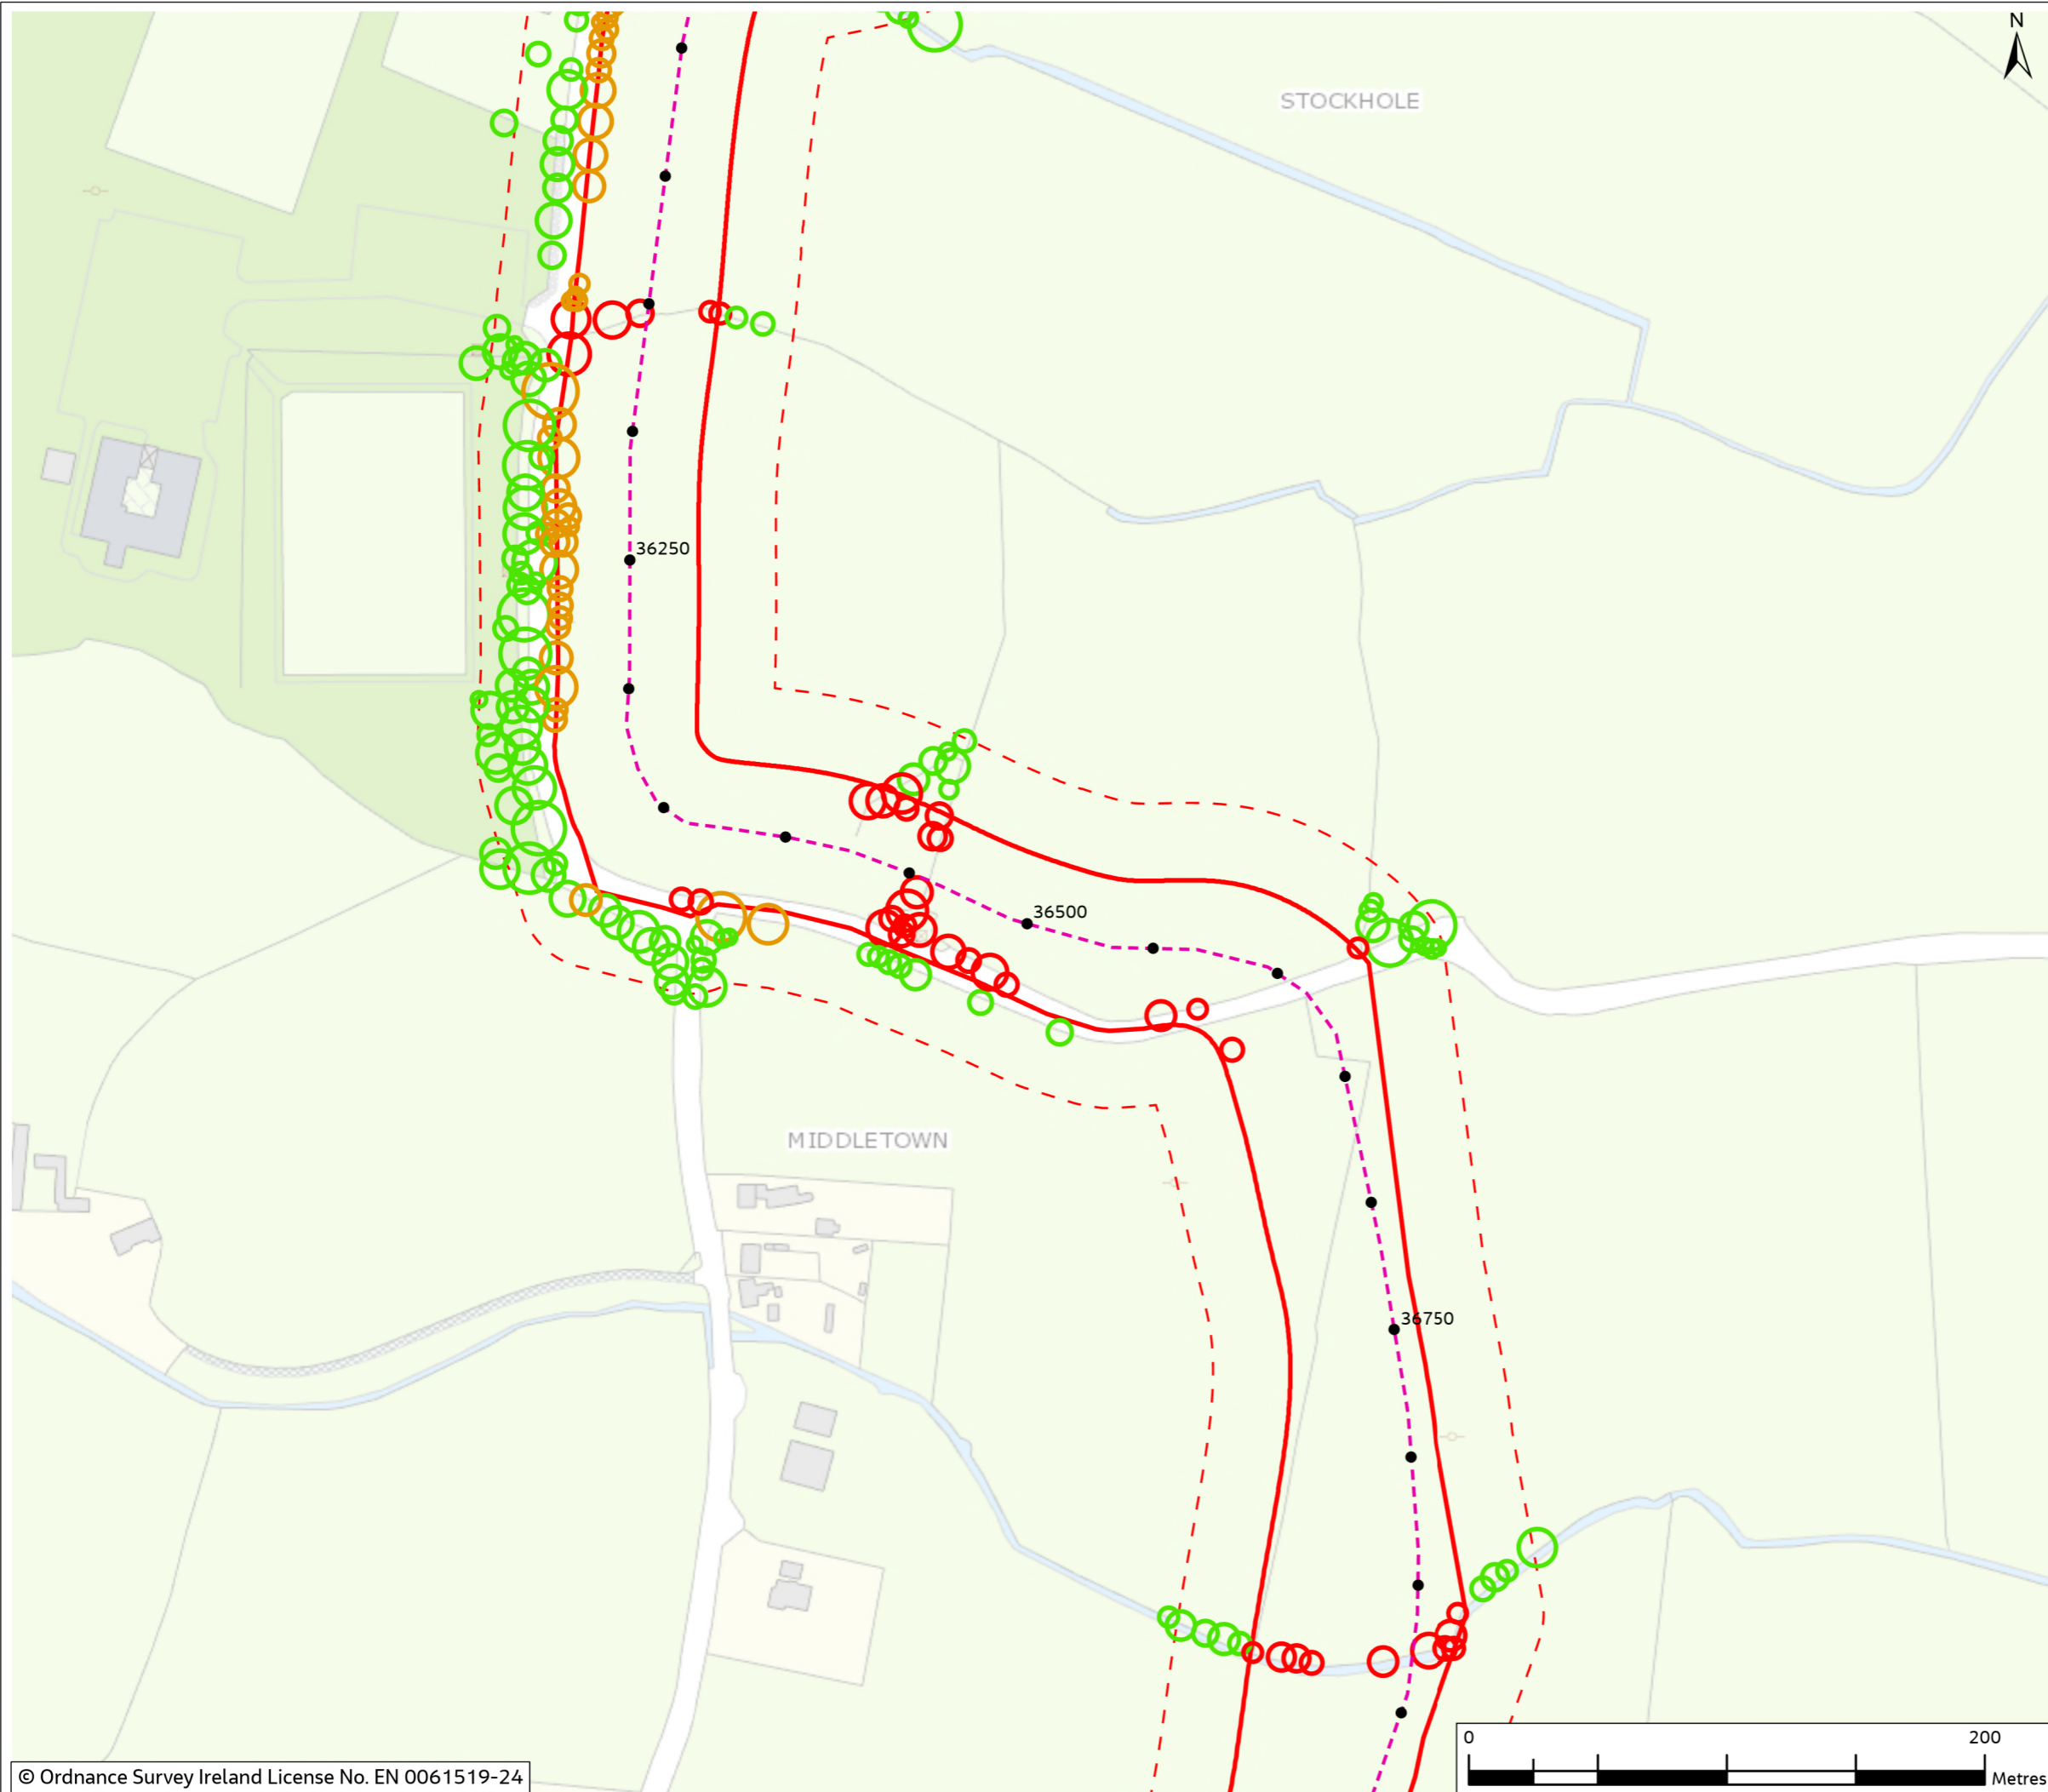 N
STOCKHOLE
36250
36500
MIDDLETOWN
36750
0 200
Metres
© Ordnance Survey Ireland License No. EN 0061519-24